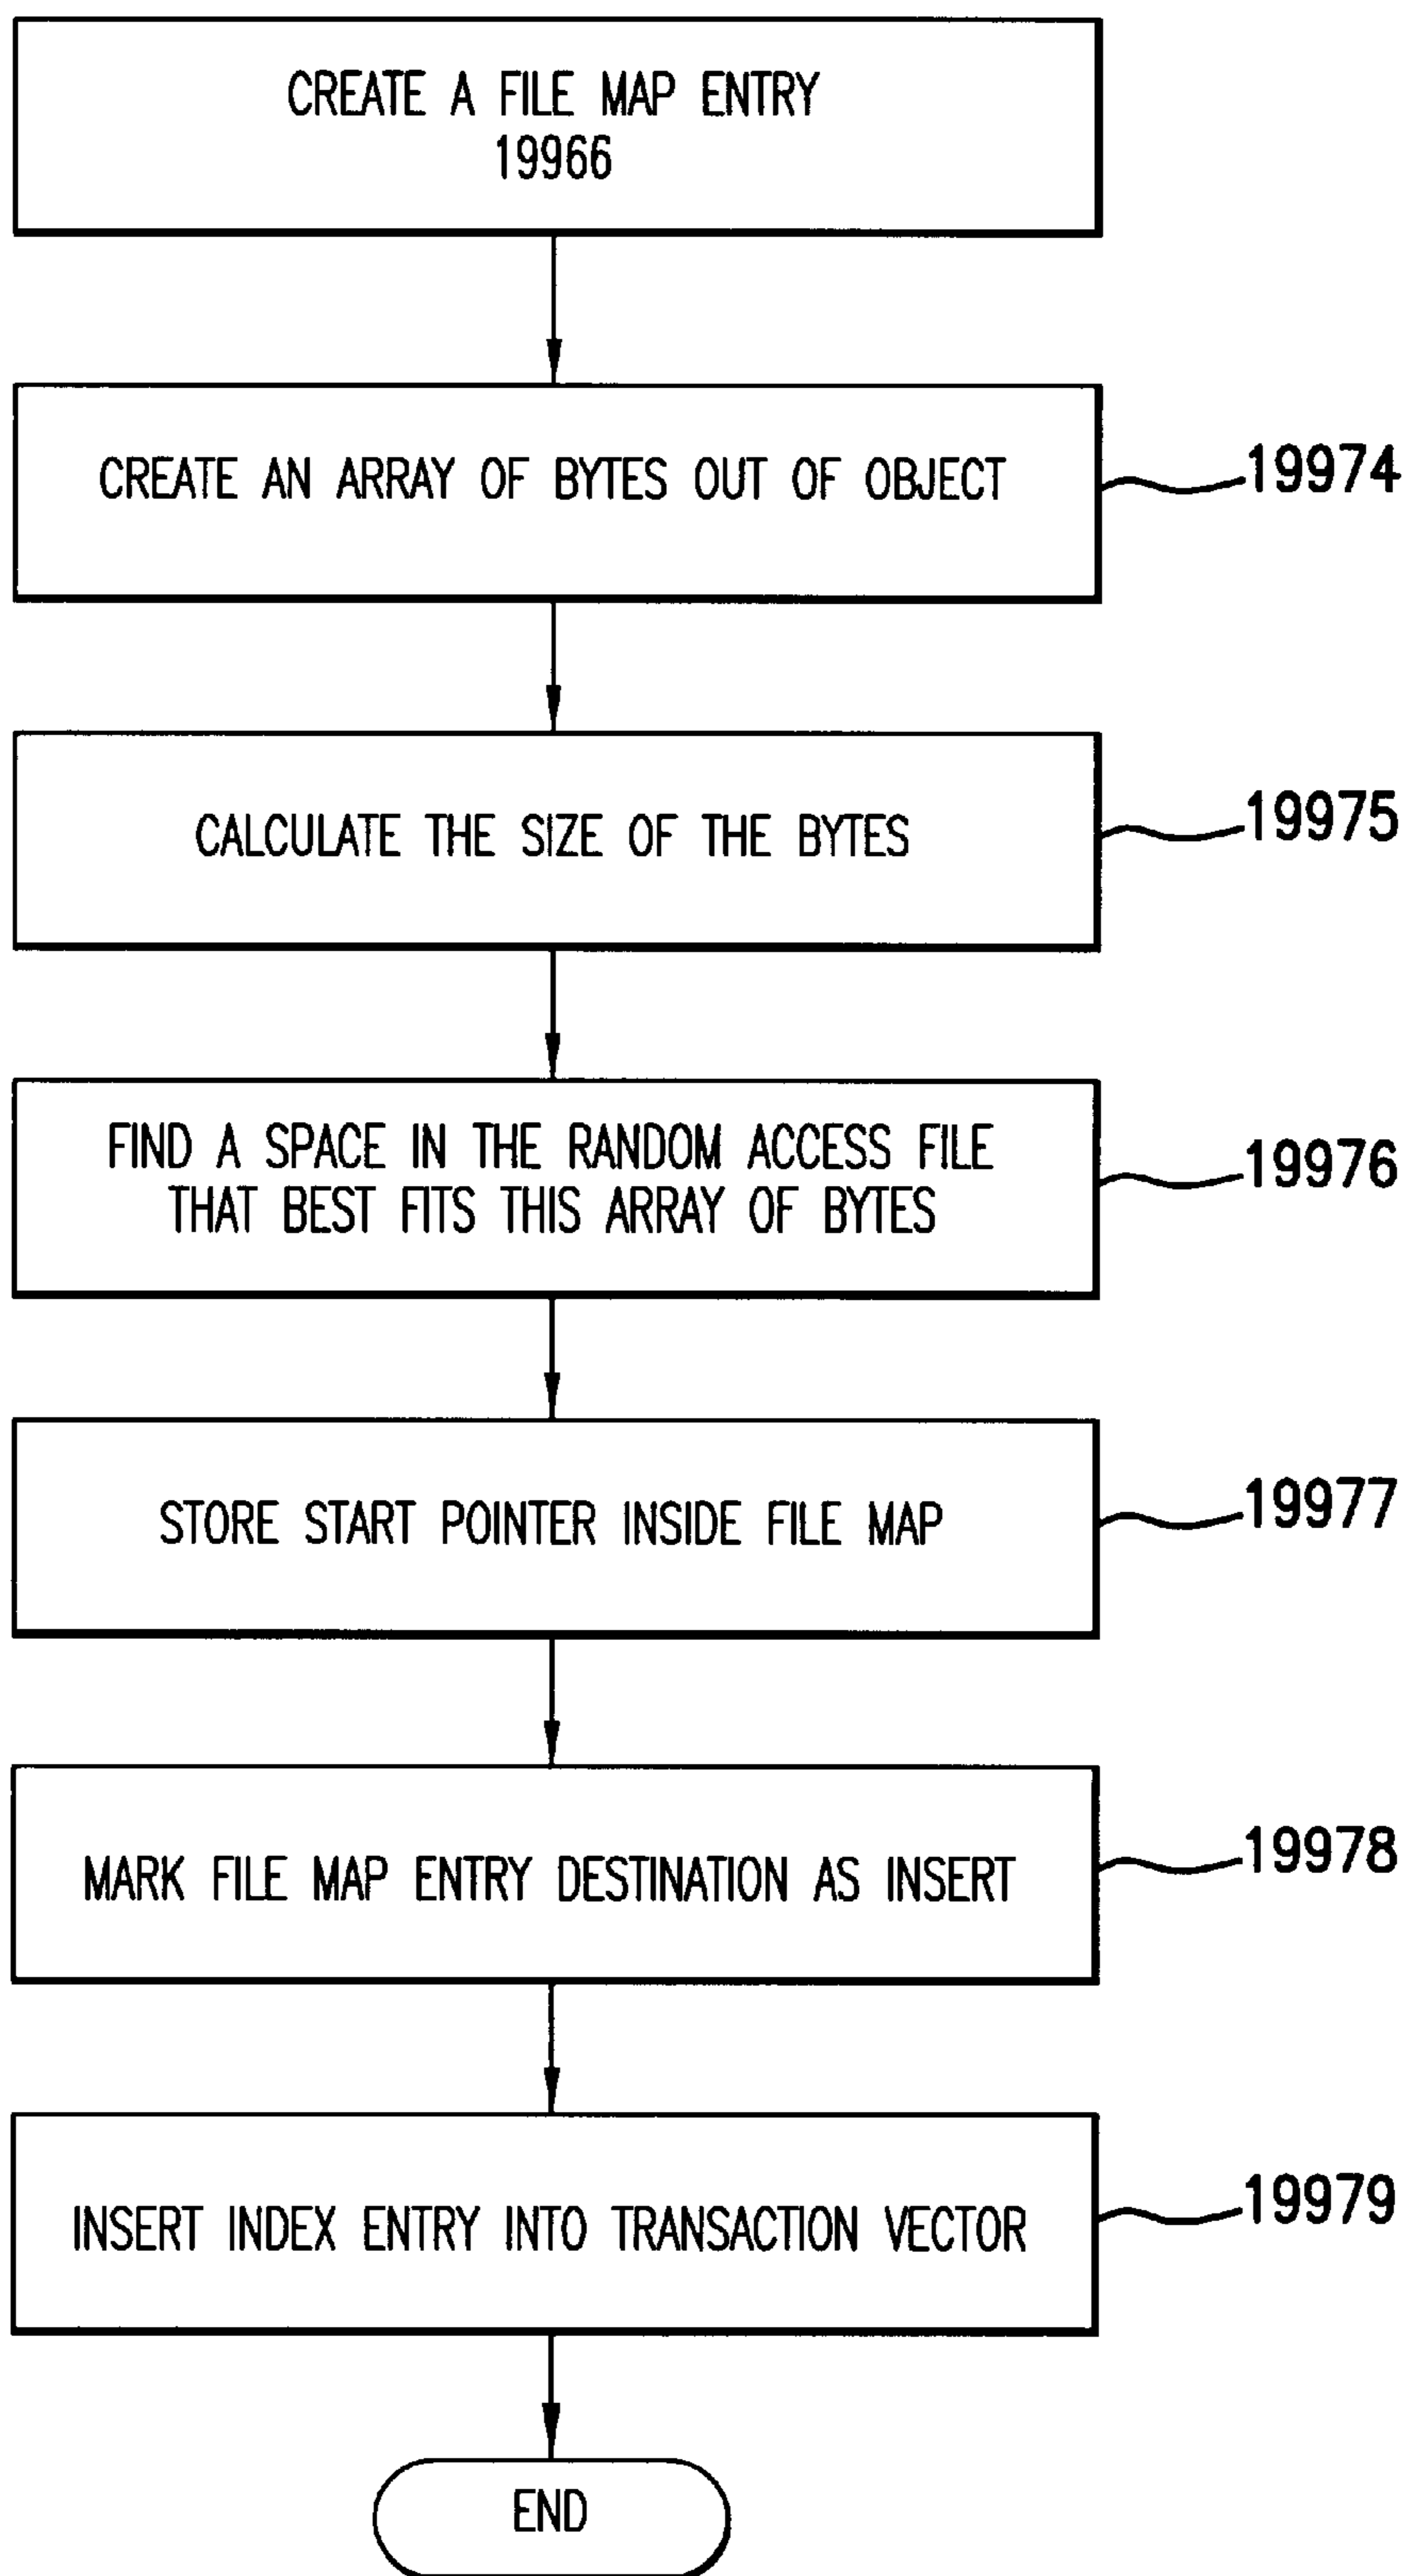 CREATE A FILE MAP ENTRY
19966
CREATE AN ARRAY OF BYTES OUT OF OBJECT
19974
CALCULATE THE SIZE OF THE BYTES
19975
FIND A SPACE IN THE RANDOM ACCESS FILE
THAT BEST FITS THIS ARRAY OF BYTES
19976
STORE START POINTER INSIDE FILE MAP
19977
MARK FILE MAP ENTRY DESTINATION AS INSERT
19978
INSERT INDEX ENTRY INTO TRANSACTION VECTOR
19979
END